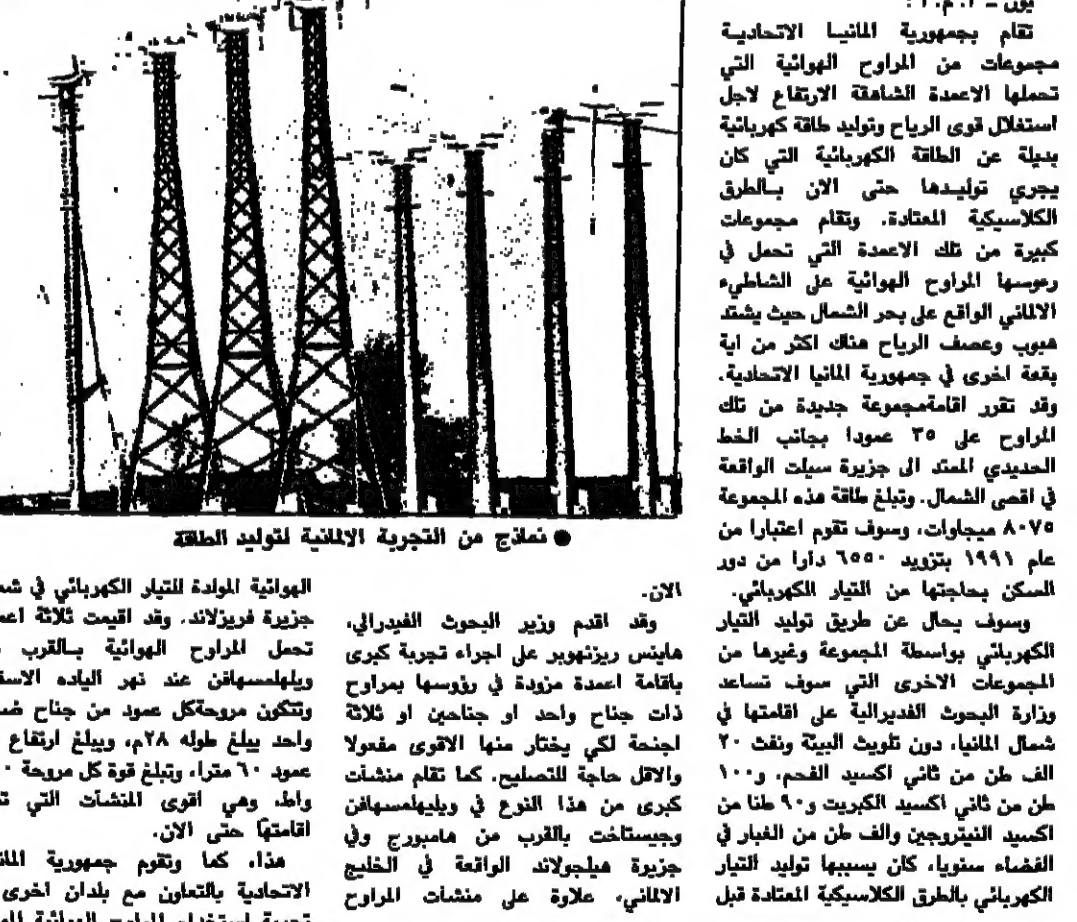 يون - ا.م.ا :
تقام بجمهورية المانيا الاتحادية
مجموعات من المراوح الهوائية التي
تحملها الاعمدة الشاهقة الارتفاع لاجل
استغلال قوى الرياح وتوليد طاقة كهربائية
بديلة عن الطاقة الكهربائية التي كان
يجري توليدها حتى الان بالطرق
الكلاسيكية المعتادة. وتقام مجموعات
كبيرة من تلك الاعمدة التي تحمل في
رءوسها المراوح الهوائية على الشاطيء
الالماني الواقع على بحر الشمال حيث يشتد
هبوب وعصف الرياح هناك اكثر من اية
بقعة اخرى في جمهورية المانيا الاتحادية.
وقد تقرر اقامةمجموعة جديدة من تلك
المراوح على ٣٥ عمودا بجانب الخط
الحديدي الممتد الى جزيرة سيلت الواقعة
في اقصى الشمال. وتبلغ طاقة هذه المجموعة
٨٠٧٥ ميجاوات، وسوف تقوم اعتبارا من
عام ١٩٩١ بتزويد ٦٥٥٠ دارا من دور
السكن بحاجتها من التيار الكهربائي.
وسوف يحال عن طريق توليد التيار
الكهربائي بواسطة المجموعة وغيرها من
المجموعات الاخرى التي سوف تساعد
وزارة البحوث الفديرالية على اقامتها في
شمال المانيا، دون تلويث البيئة ونفث ٢٠
الف طن من ثاني اكسيد الفحم، و١٠٠
طن من ثاني اكسيد الكبريت و٩٠ طنا من
اكسيد النيتروجين والف طن من الغبار في
الفضاء سنويا، كان يسببها توليد التيار
الكهربائي بالطرق الكلاسيكية المعتادة قبل
● نماذج من التجربة الالمانية لتوليد الطاقة
الان.
وقد اقدم وزير البحوث الفيدرالي،
هاينس ريزنهوبر على اجراء تجربة كبرى
باقامة اعمدة مزودة في رؤوسها بمراوح
ذات جناح واحد او جناحين او ثلاثة
اجنحة لكي يختار منها الاقوى مفعولا
والاقل حاجة للتصليح. كما تقام منشآت
كبرى من هذا النوع في ويليهلمسهافن
وجيستاخت بالقرب من هامبورج وفي
جزيرة هيلجولاند الواقعة في الخليج
الالماني، علاوة على منشآت المراوح
الهوائية المولدة للتيار الكهربائي في
جزيرة فريزلاند. وقد اقيمت ثلاثة
تحمل المراوح الهوائية بالقرب
ويلهلمسهافن عند نهر الياده
وتتكون مروحةكل عمود من جناح
واحد يبلغ طوله ٢٨م، ويبلغ ارتفاع
عمود ٦٠ مترا، وتبلغ قوة كل مروحة
واط، وهي اقوى المنشآت التي
اقامتها حتى الان.
هذا، كما وتقوم جمهورية
الاتحادية بالتعاون مع بلدان اخرى
تجربة استخدام المراوح الهوائية